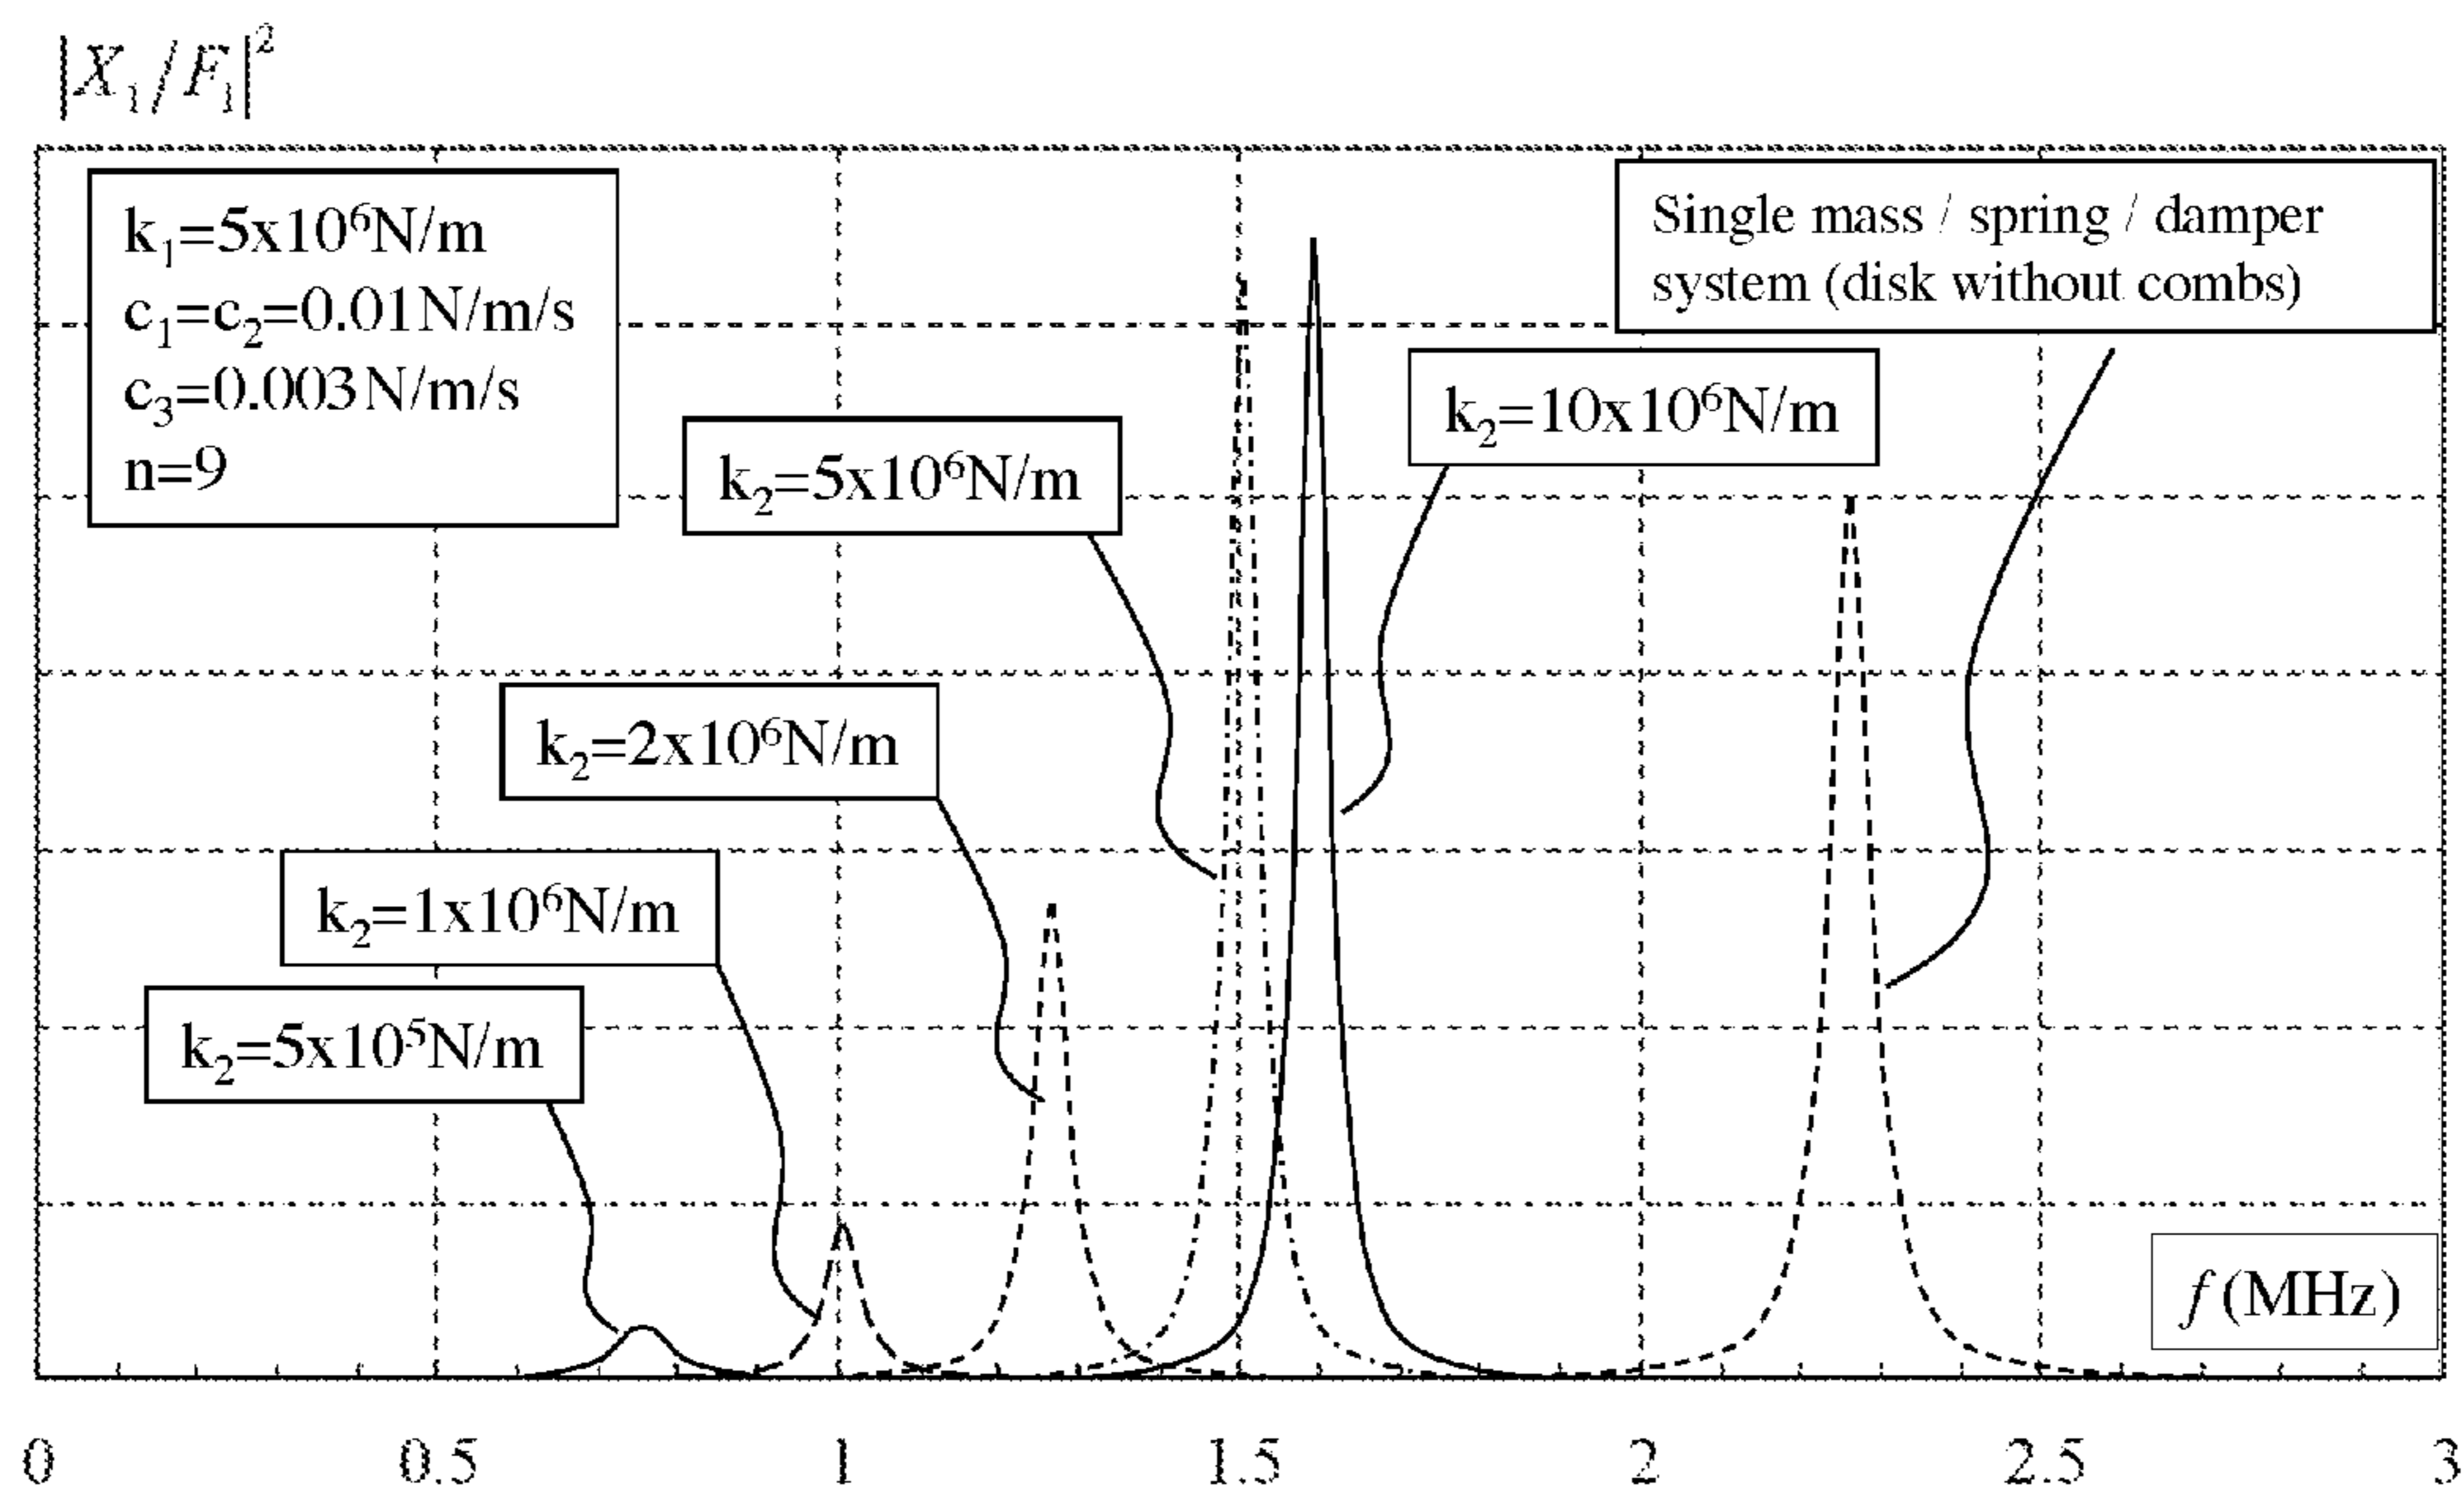 |X₁/F₁|²
k₁=5x10⁶N/m
c₁=c₂=0.01N/m/s
c₃=0.003N/m/s
n=9
Single mass / spring / damper
system (disk without combs)
k₂=10x10⁶N/m
k₂=5x10⁶N/m
k₂=2x10⁶N/m
k₂=1x10⁶N/m
k₂=5x10⁵N/m
f(MHz)
0 0.5 1 1.5 2 2.5 3